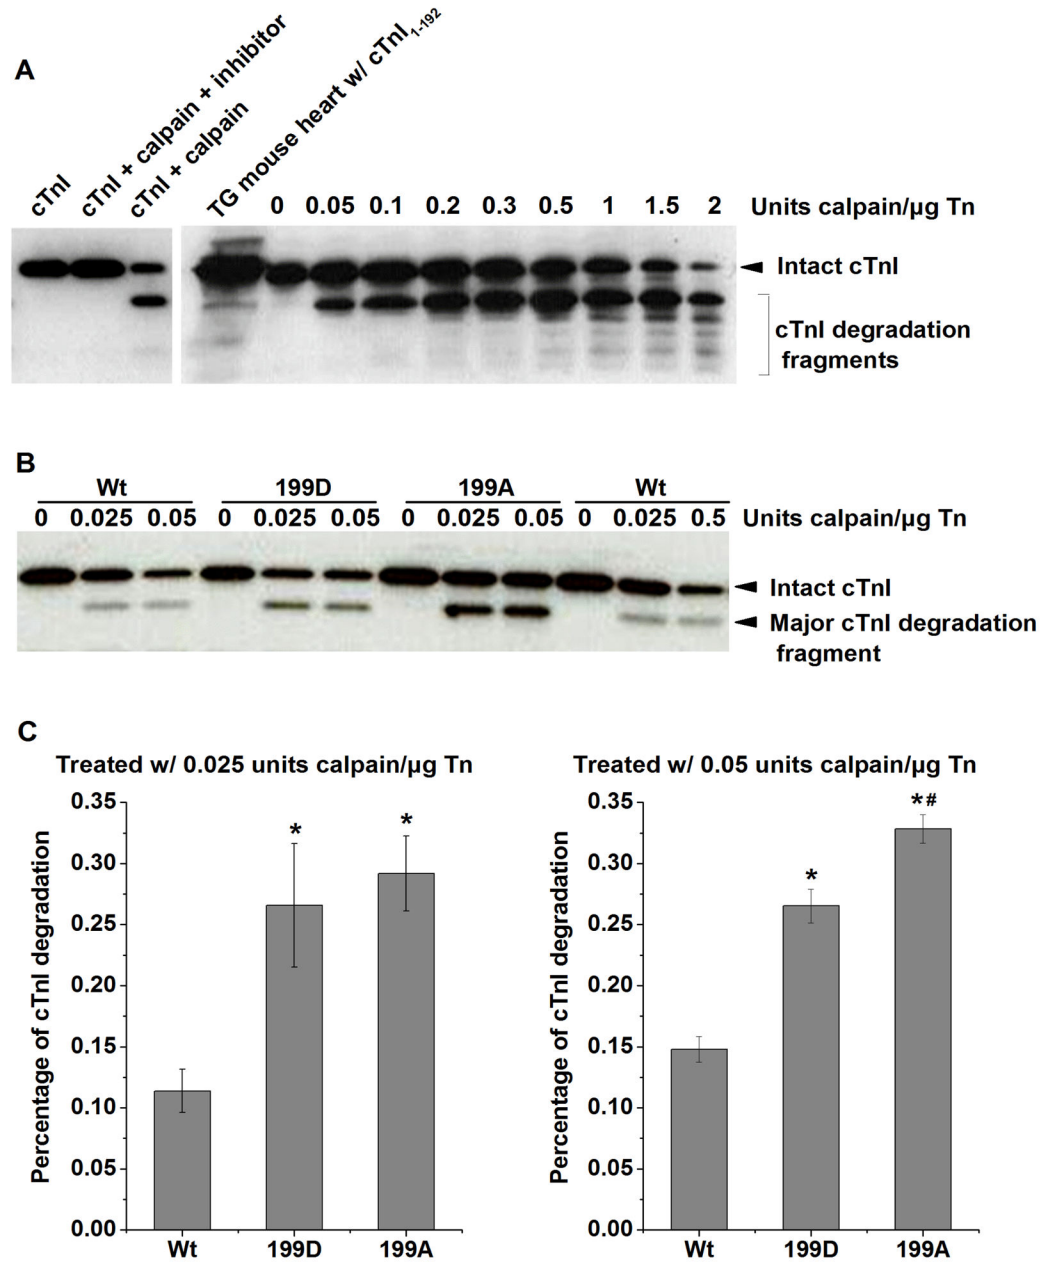 A
cTnI
cTnI + calpain + inhibitor
cTnI + calpain
TG mouse heart w/ cTnI1-192
0 0.05 0.1 0.2 0.3 0.5 1 1.5 2 Units calpain/µg Tn
Intact cTnI
cTnI degradation
fragments
B
Wt 199D 199A Wt
0 0.025 0.05 0 0.025 0.05 0 0.025 0.05 0 0.025 0.5 Units calpain/µg Tn
Intact cTnI
Major cTnI degradation
fragment
C
Treated w/ 0.025 units calpain/µg Tn
Percentage of cTnI degradation
0.35
0.30
0.25
0.20
0.15
0.10
0.05
0.00
* *
Wt 199D 199A
Treated w/ 0.05 units calpain/µg Tn
Percentage of cTnI degradation
0.35
0.30
0.25
0.20
0.15
0.10
0.05
0.00
* *#
Wt 199D 199A